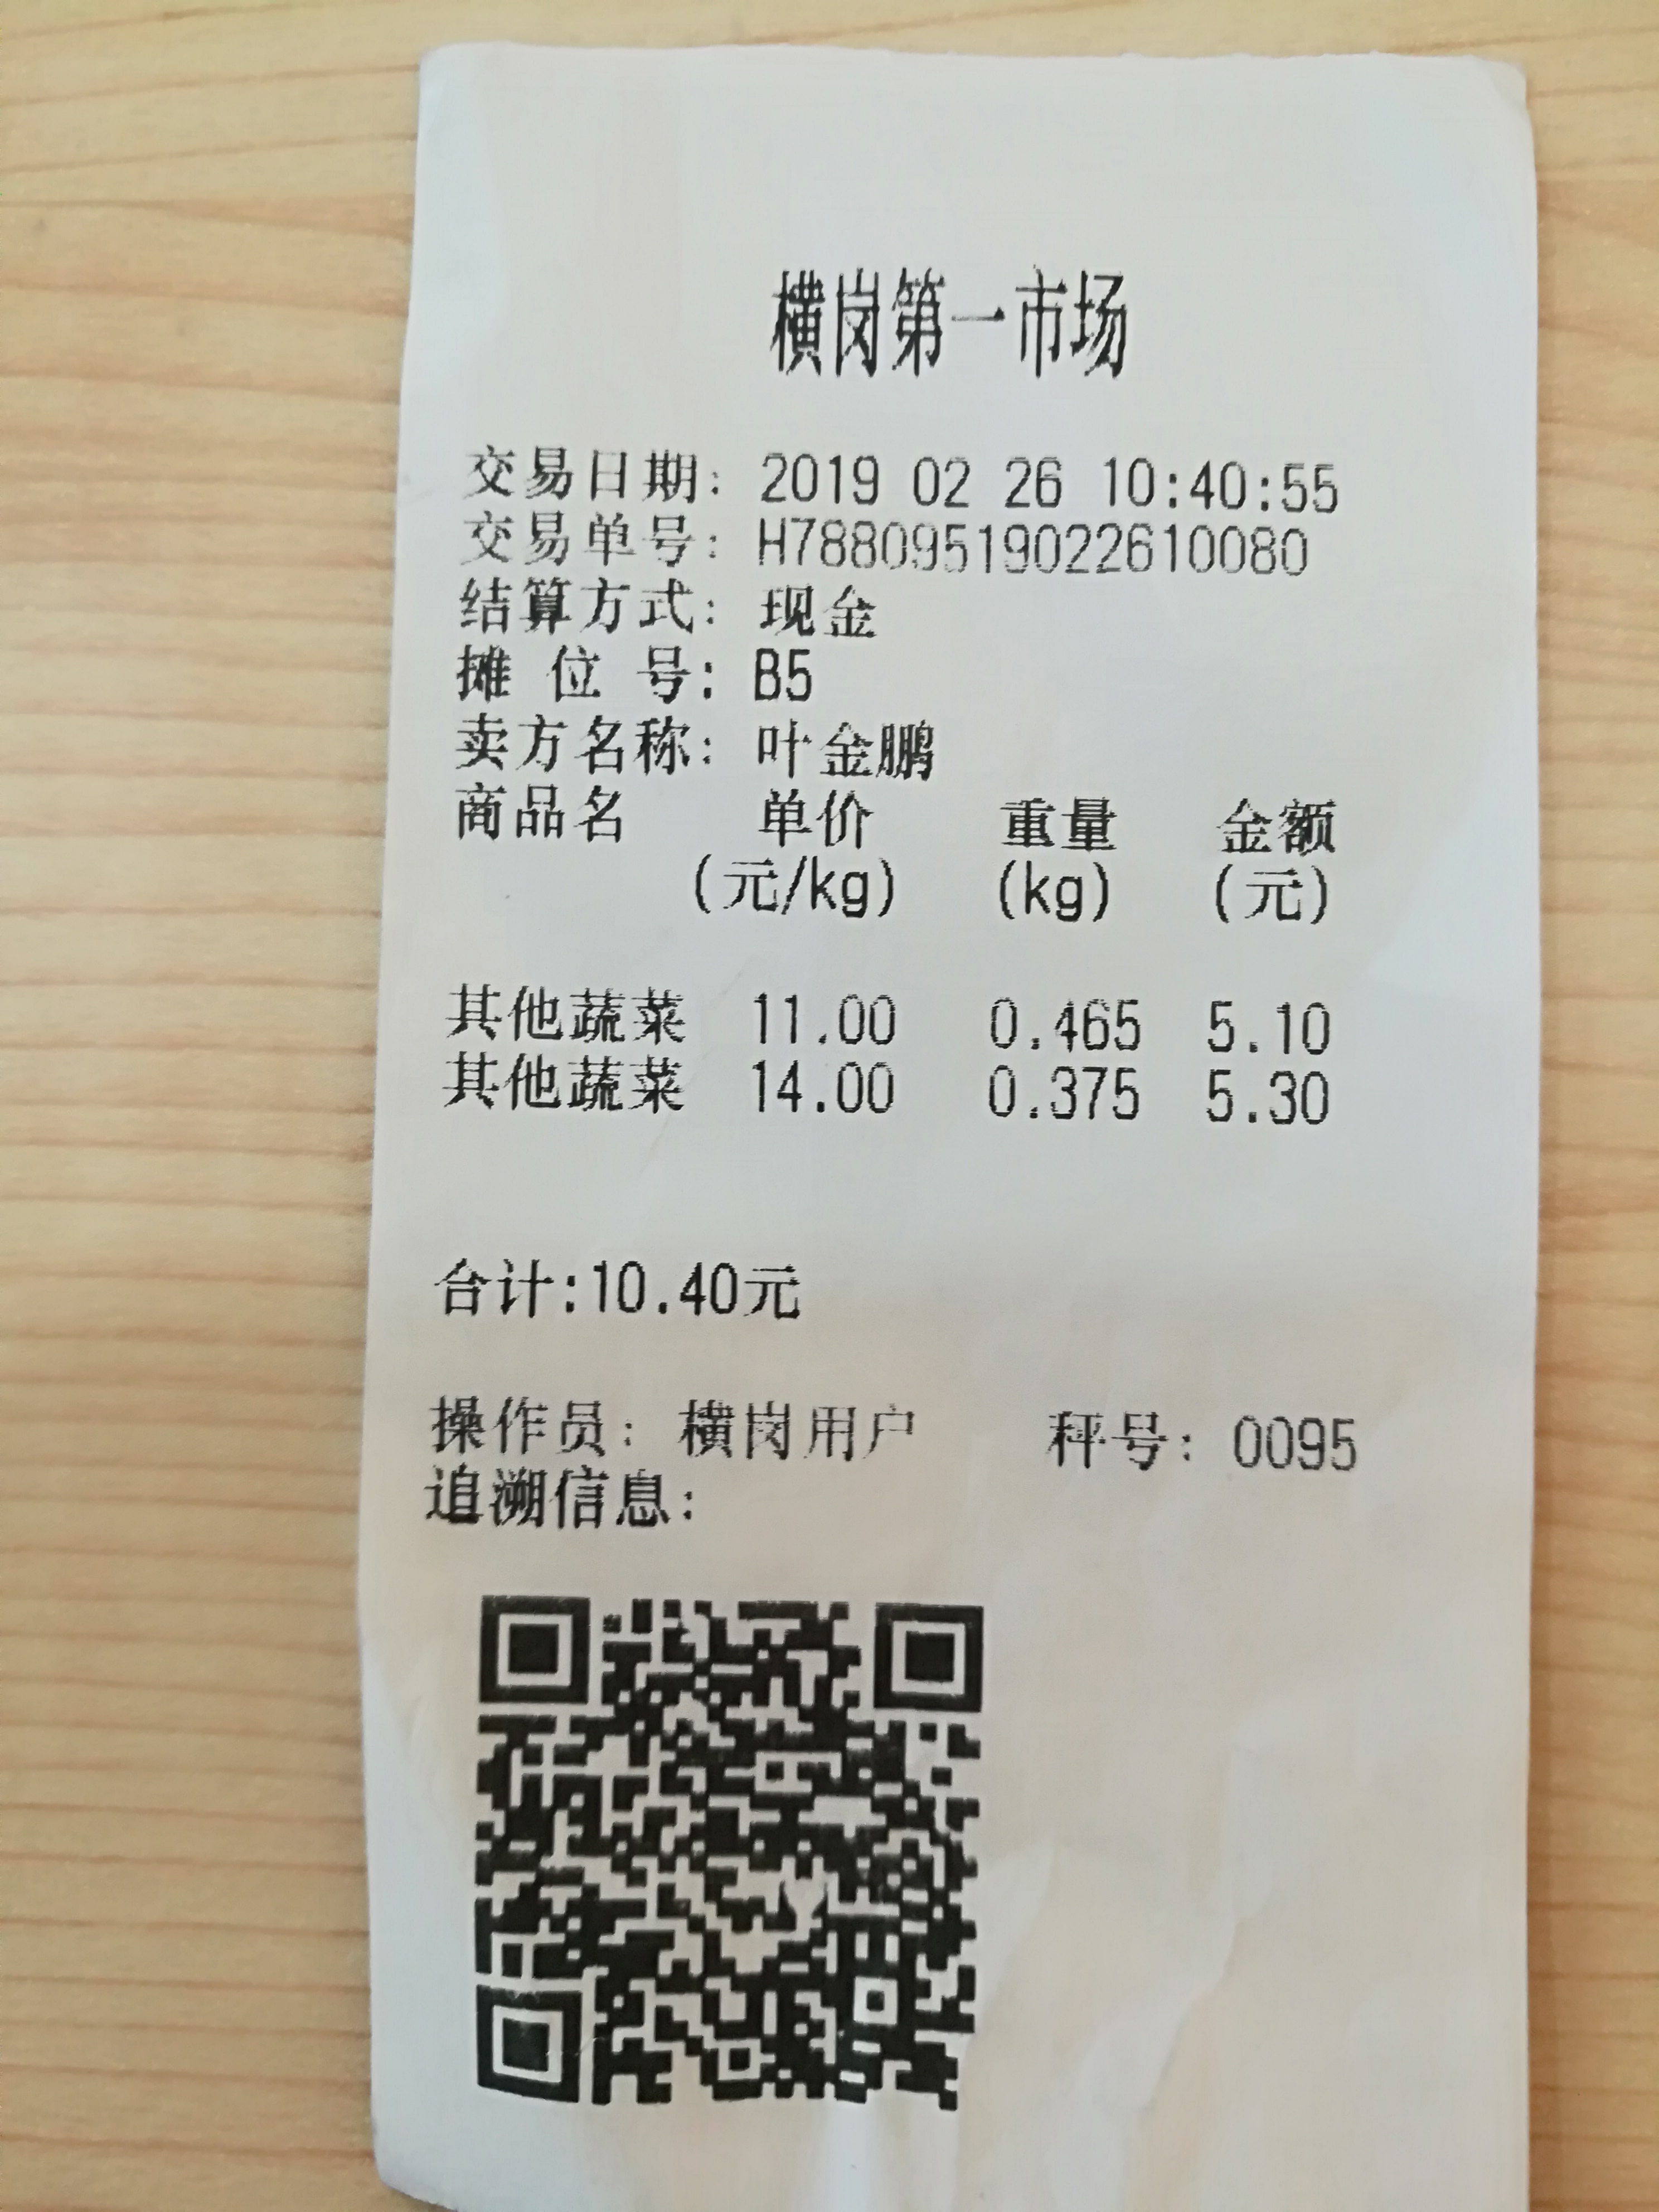 横岗第一市场
交易日期: 2019 02 26 10:40:55
交易单号: H78809519022610080
结算方式: 现金
摊 位 号: B5
卖方名称: 叶金鹏
商品名 单价 重量 金额
(元/kg) (kg) (元)
其他蔬菜 11.00 0.465 5.10
其他蔬菜 14.00 0.375 5.30
合计:10.40元
操作员: 横岗用户 秤号: 0095
追溯信息: